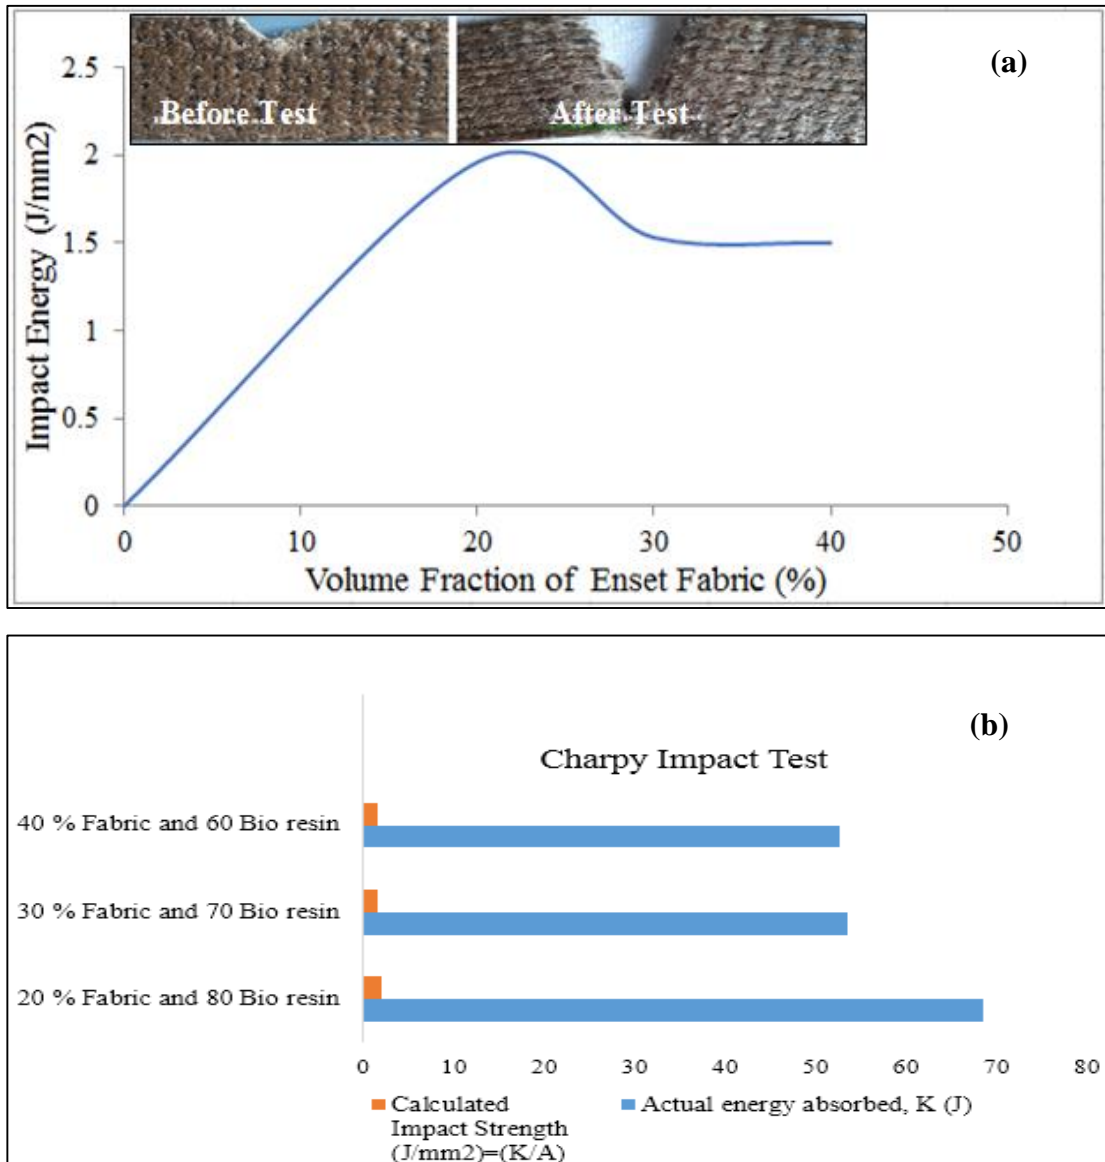 (a)
Before Test
After Test
2.5
2
1.5
1
0.5
0
Impact Energy (J/mm2)
0 10 20 30 40 50
Volume Fraction of Enset Fabric (%)
(b)
Charpy Impact Test
40 % Fabric and 60 Bio resin
30 % Fabric and 70 Bio resin
20 % Fabric and 80 Bio resin
0 10 20 30 40 50 60 70 80
Calculated
Impact Strength
(J/mm2)=(K/A)
Actual energy absorbed, K (J)